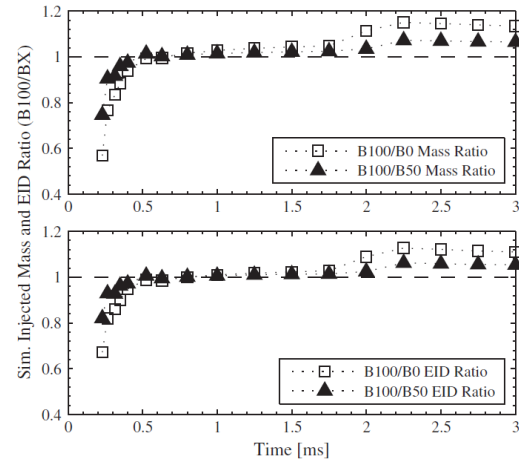 Sim. Injected Mass and EID Ratio (B100/BX)
1.2
1
0.8
0.6
0.4
B100/B0 Mass Ratio
B100/B50 Mass Ratio
0 0.5 1 1.5 2 2.5 3
1.2
1
0.8
0.6
0.4
B100/B0 EID Ratio
B100/B50 EID Ratio
0 0.5 1 1.5 2 2.5 3
Time [ms]